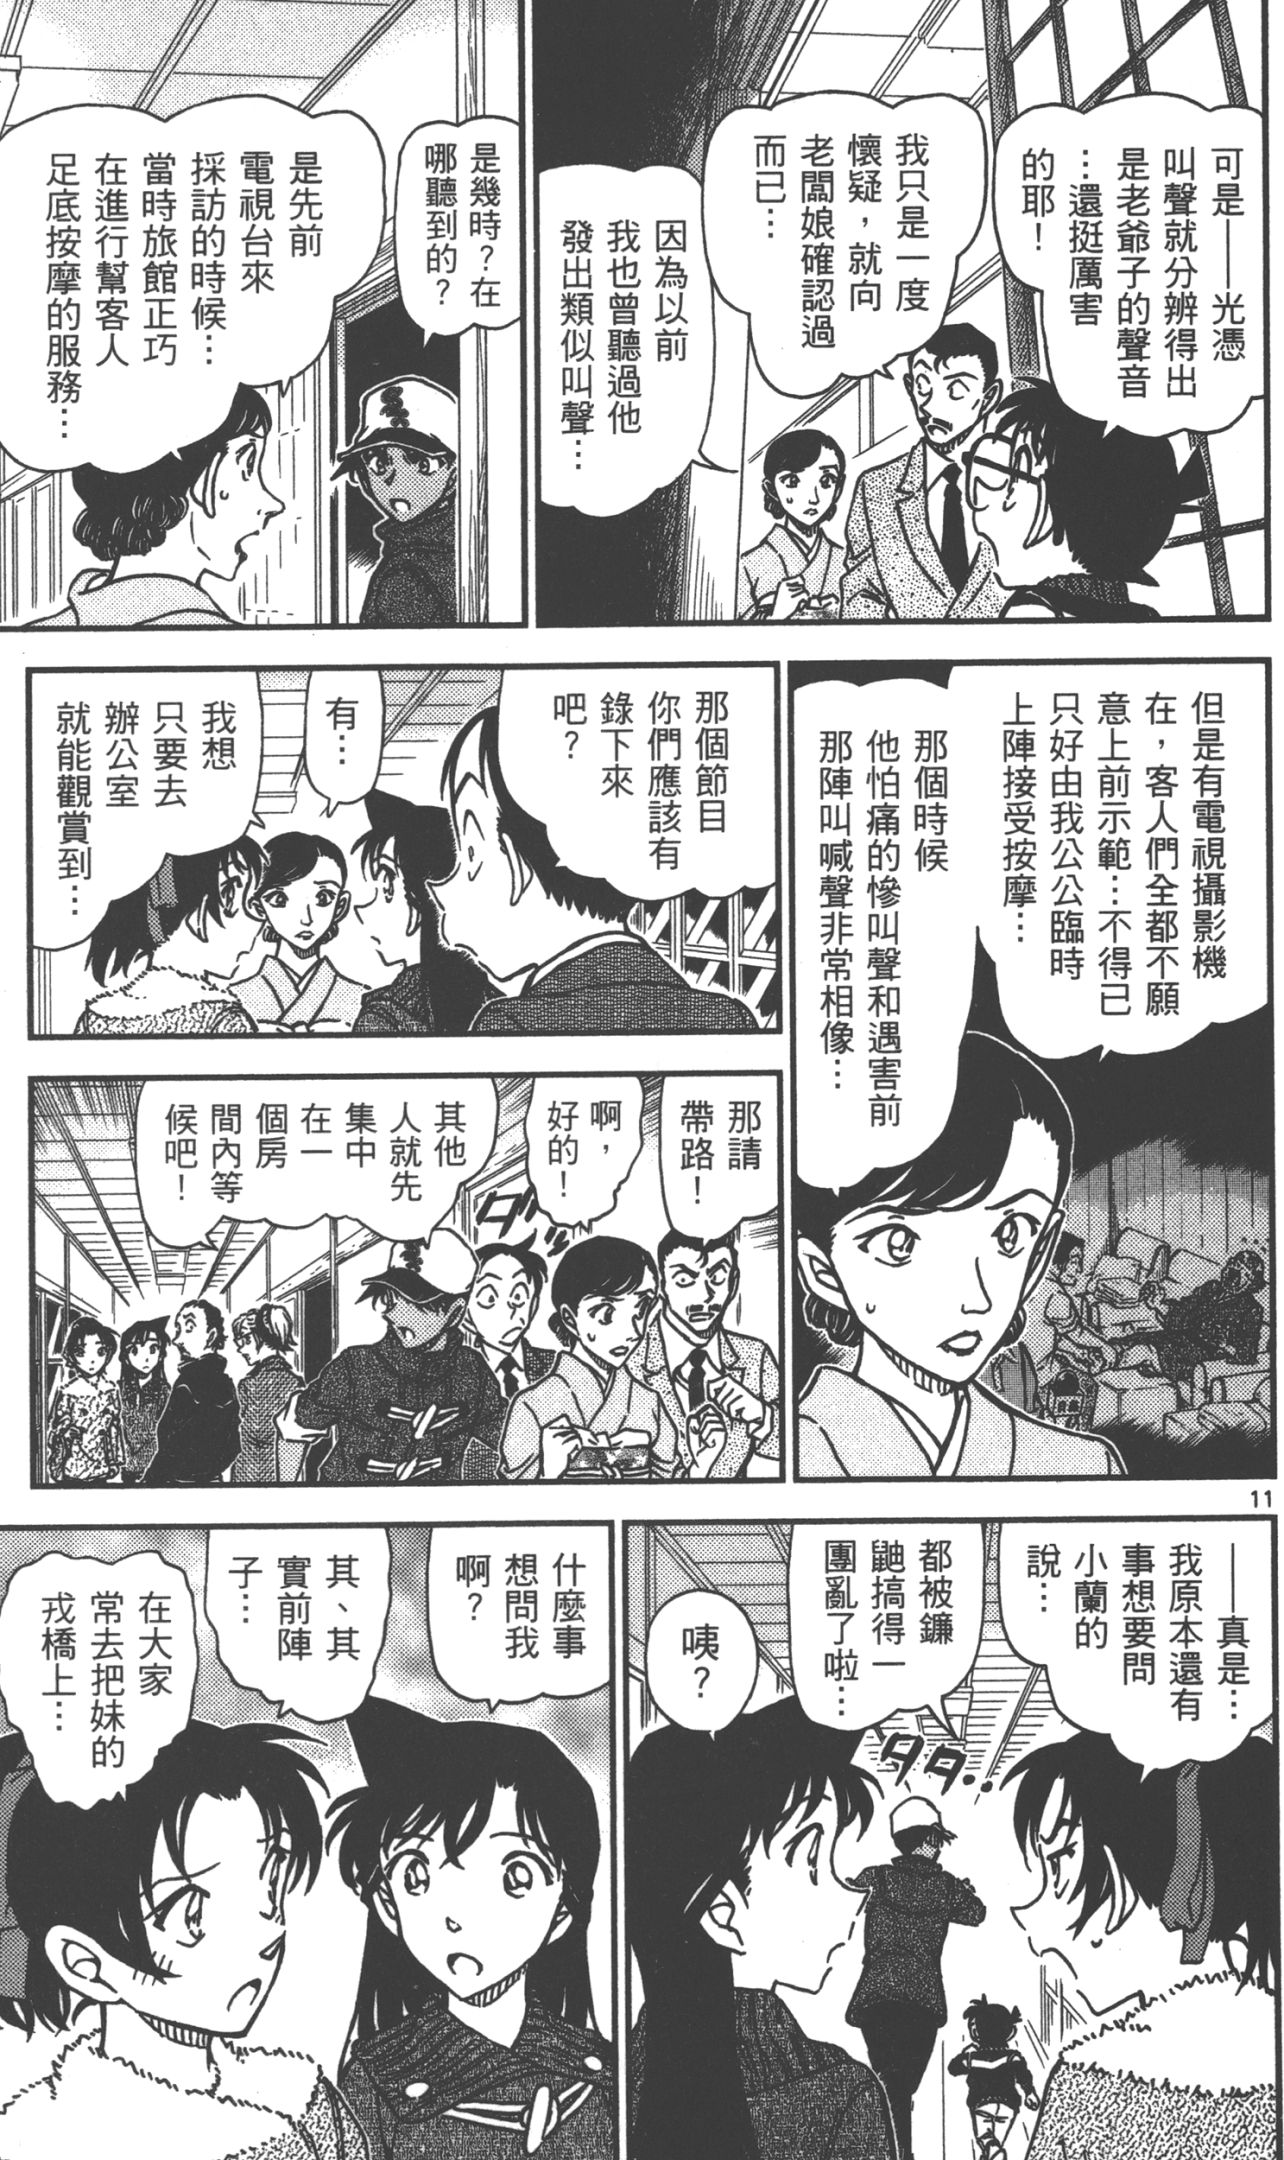 可是——光憑
叫聲就分辨得出
是老爺子的聲音
…還挺厲害
的耶！
我只是一度
懷疑，就向
老闆娘確認過
而已…
因為以前
我也曾聽過他
發出類似叫聲…
是幾時？在
哪聽到的？
是先前
電視台來
採訪的時候…
當時旅館正巧
在進行幫客人
足底按摩的服務…
但是有電視攝影機
在，客人們全都不願
意上前示範…不得已
只好由我公公臨時
上陣接受按摩…
那個時候
他怕痛的慘叫聲和遇害前
那陣叫喊聲非常相像…
那個節目
你們應該有
錄下來
吧？
有…
我想
只要去
辦公室
就能觀賞到…
那請
帶路！
啊，
好的！
其他
人就先
集中
在一
個房
間內等
候吧！
ダッ
11
——真是…
我原本還有
事想要問
小蘭的
說…
都被鐮
鼬搞得一
團亂了啦…
咦？
タタ..
什麼事
想問我
啊？
其、其
實前陣
子…
在大家
常去把妹的
戎橋上…